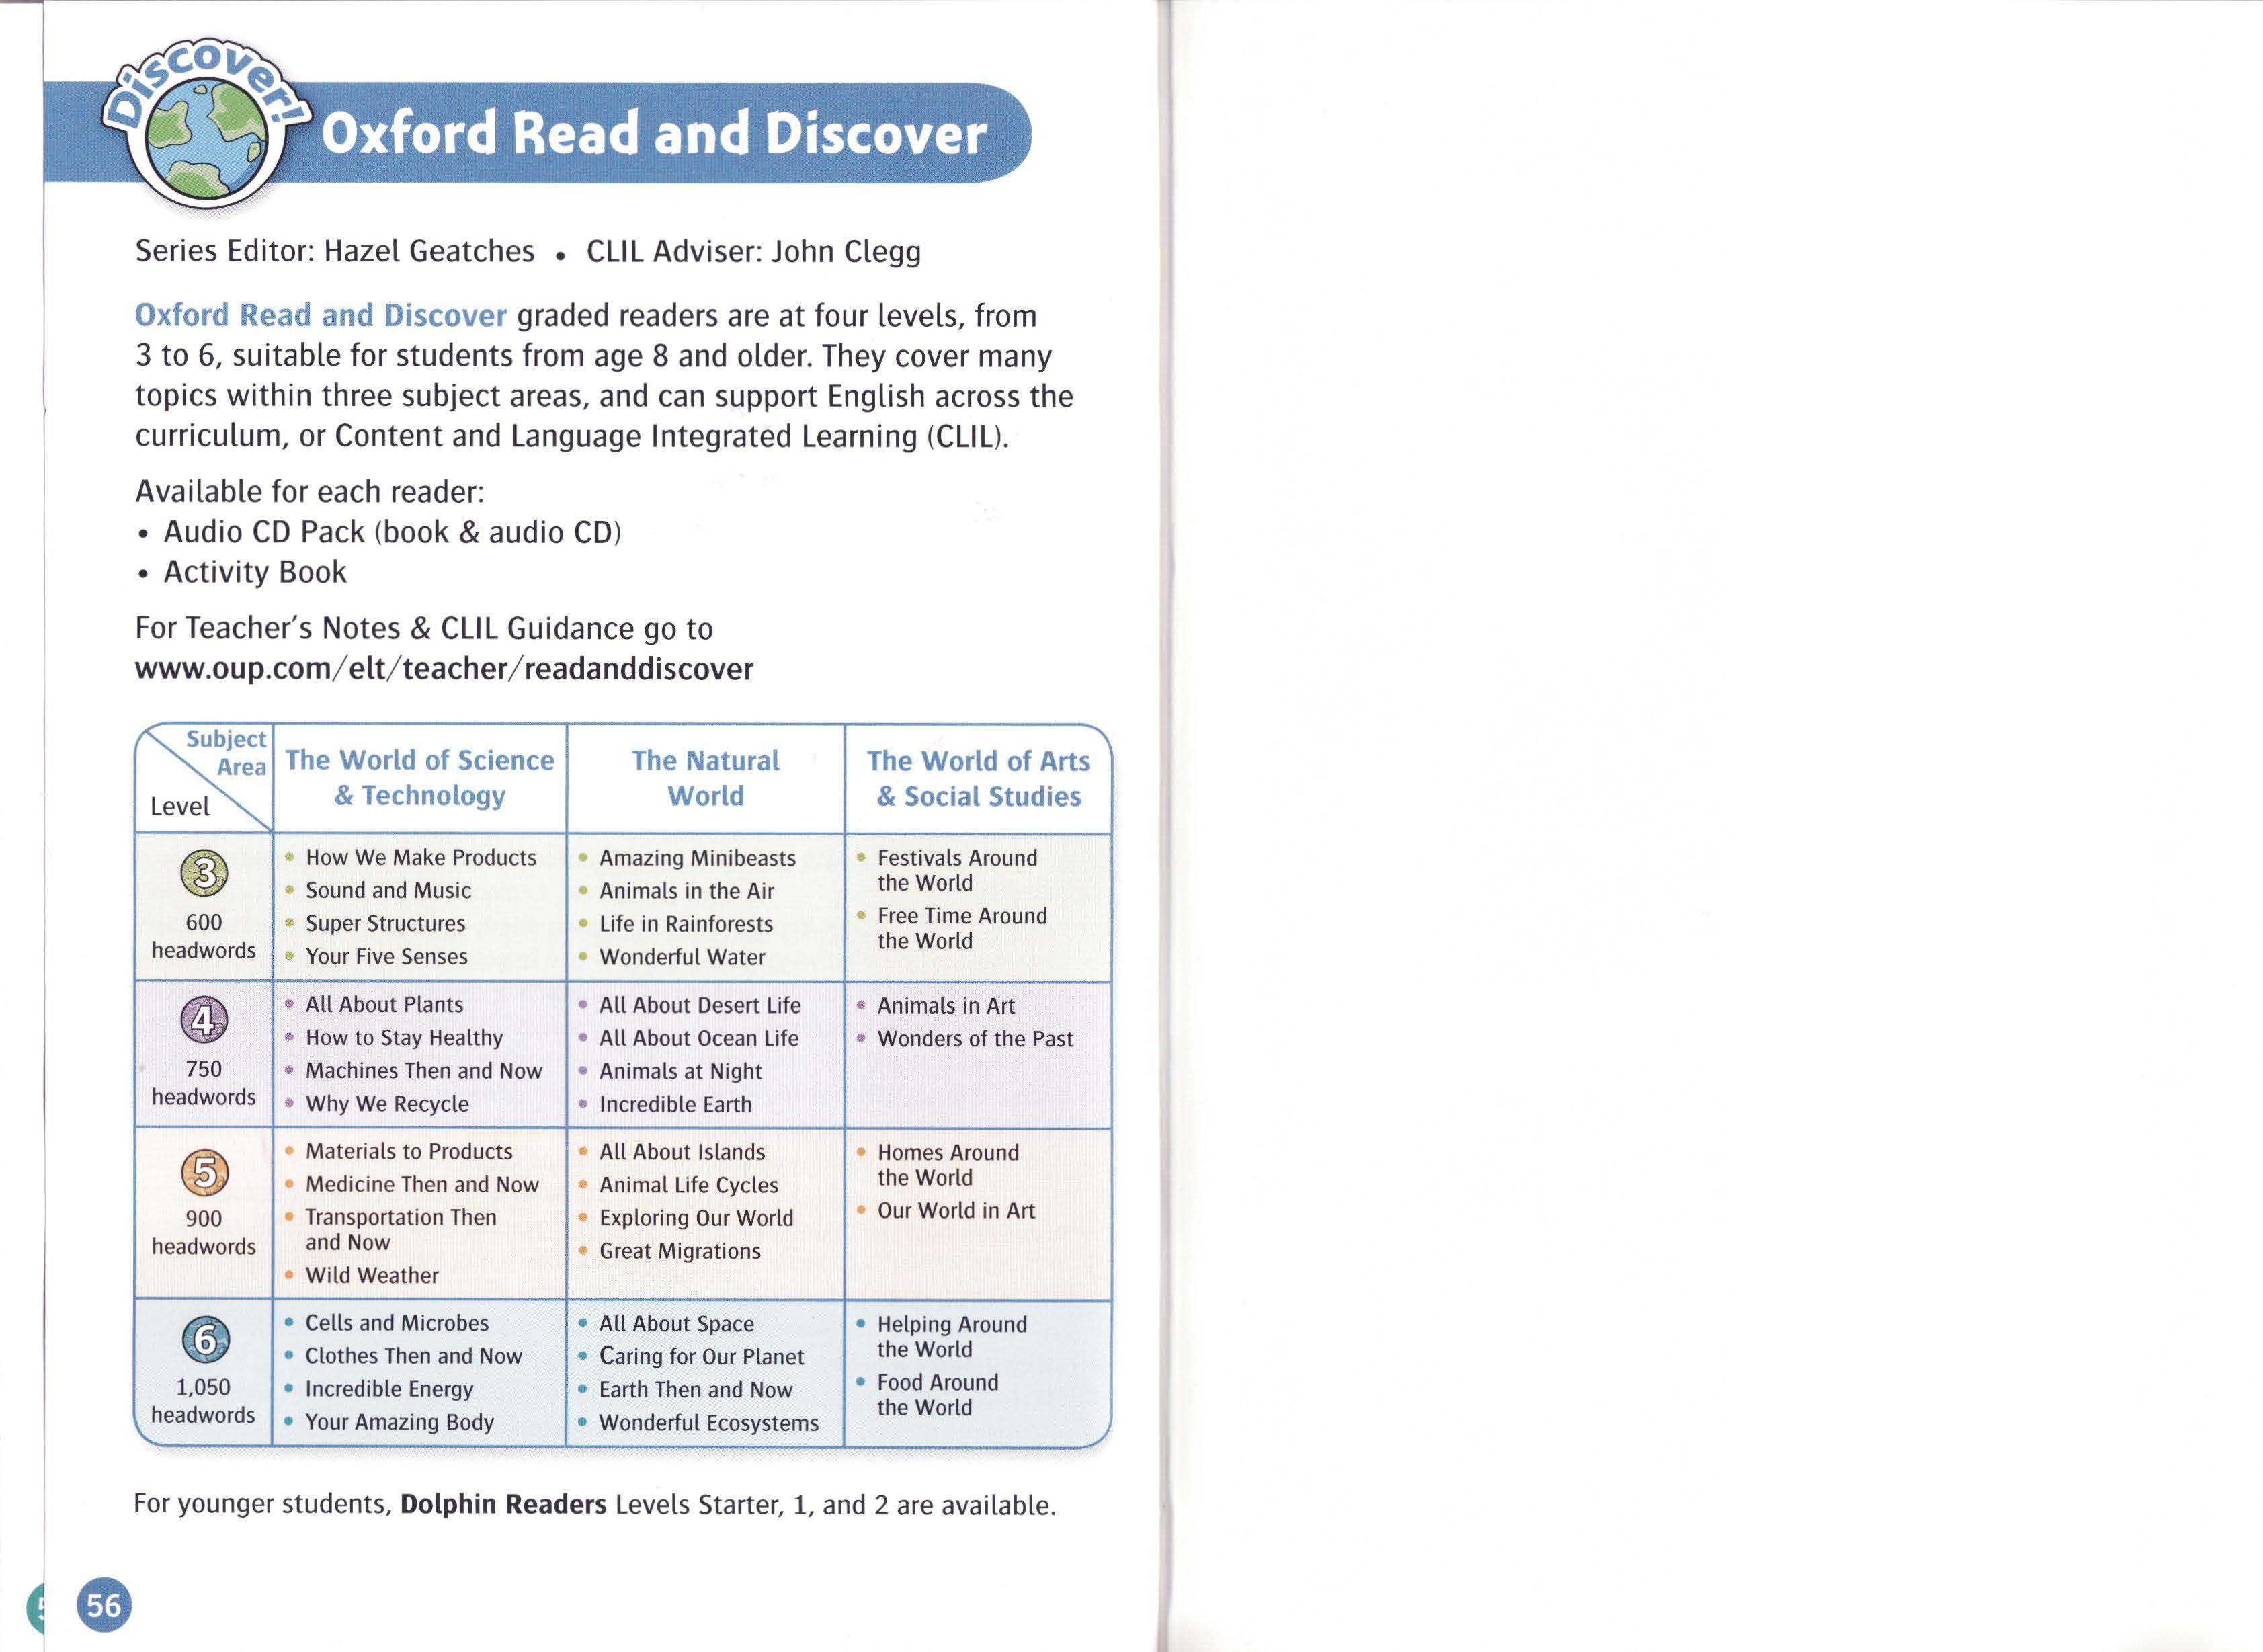 Discover!
Oxford Read and Discover
Series Editor: Hazel Geatches • CLIL Adviser: John Clegg
Oxford Read and Discover graded readers are at four levels, from
3 to 6, suitable for students from age 8 and older. They cover many
topics within three subject areas, and can support English across the
curriculum, or Content and Language Integrated Learning (CLIL).
Available for each reader:
• Audio CD Pack (book & audio CD)
• Activity Book
For Teacher's Notes & CLIL Guidance go to
www.oup.com/elt/teacher/readanddiscover
Subject
Area
Level
The World of Science
& Technology
The Natural
World
The World of Arts
& Social Studies
3
600
headwords
• How We Make Products
• Sound and Music
• Super Structures
• Your Five Senses
• Amazing Minibeasts
• Animals in the Air
• Life in Rainforests
• Wonderful Water
• Festivals Around
the World
• Free Time Around
the World
4
750
headwords
• All About Plants
• How to Stay Healthy
• Machines Then and Now
• Why We Recycle
• All About Desert Life
• All About Ocean Life
• Animals at Night
• Incredible Earth
• Animals in Art
• Wonders of the Past
5
900
headwords
• Materials to Products
• Medicine Then and Now
• Transportation Then
and Now
• Wild Weather
• All About Islands
• Animal Life Cycles
• Exploring Our World
• Great Migrations
• Homes Around
the World
• Our World in Art
6
1,050
headwords
• Cells and Microbes
• Clothes Then and Now
• Incredible Energy
• Your Amazing Body
• All About Space
• Caring for Our Planet
• Earth Then and Now
• Wonderful Ecosystems
• Helping Around
the World
• Food Around
the World
For younger students, Dolphin Readers Levels Starter, 1, and 2 are available.
56